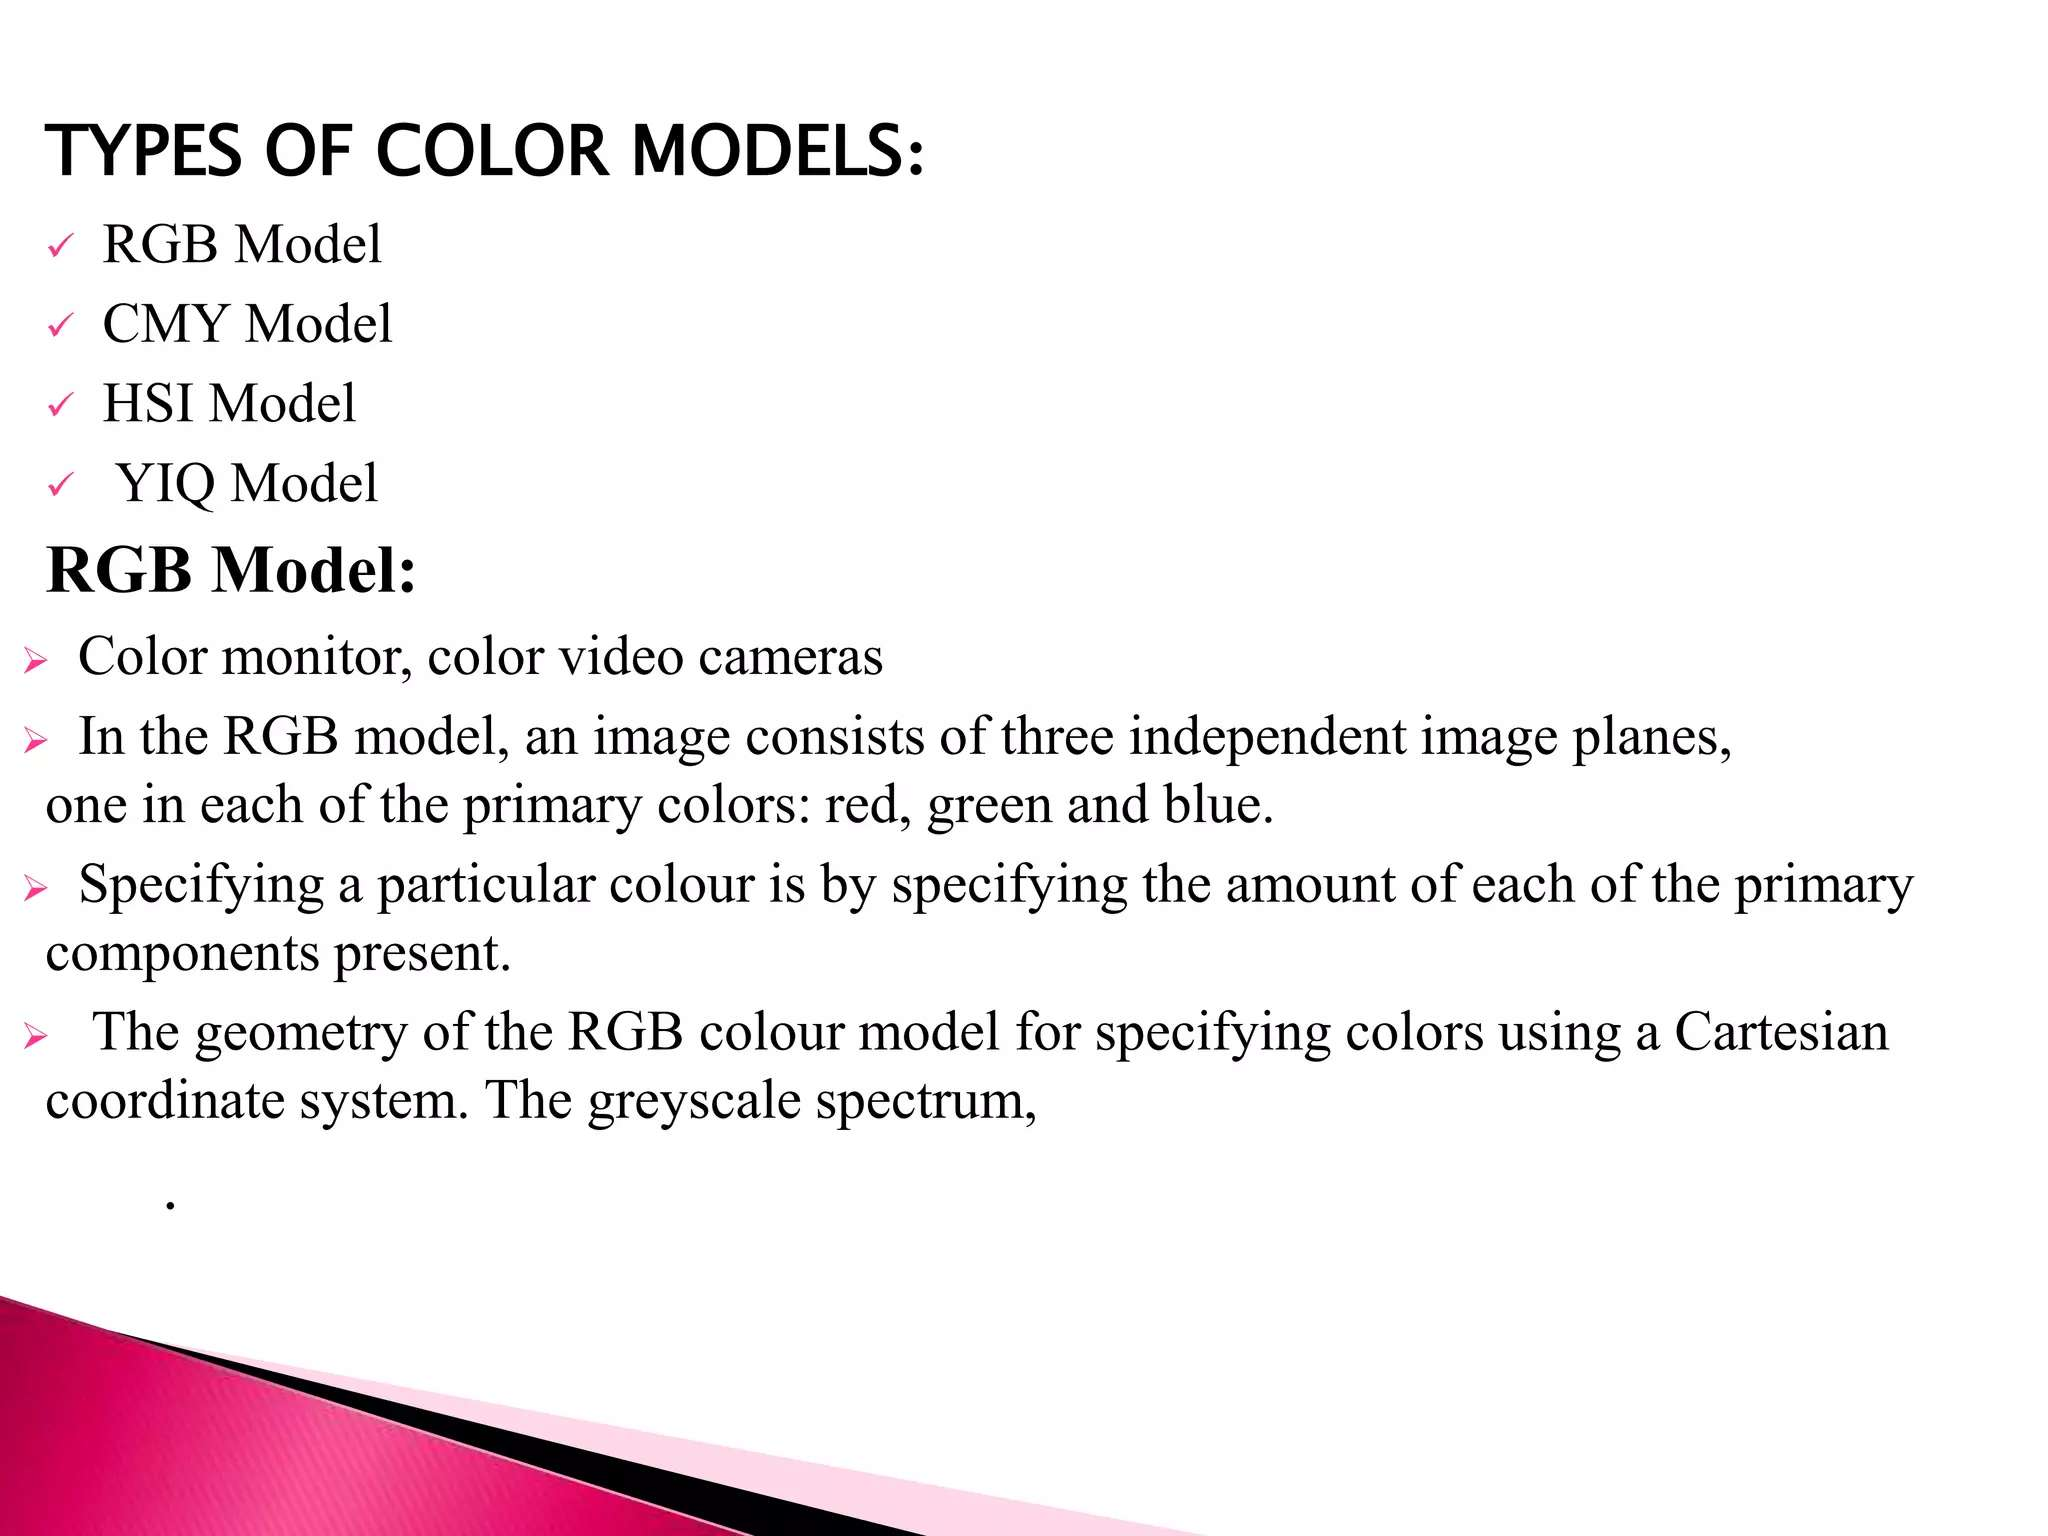 TYPES OF COLOR MODELS:
✓ RGB Model
✓ CMY Model
✓ HSI Model
✓ YIQ Model
RGB Model:
➢ Color monitor, color video cameras
➢ In the RGB model, an image consists of three independent image planes,
one in each of the primary colors: red, green and blue.
➢ Specifying a particular colour is by specifying the amount of each of the primary
components present.
➢ The geometry of the RGB colour model for specifying colors using a Cartesian
coordinate system. The greyscale spectrum,
.